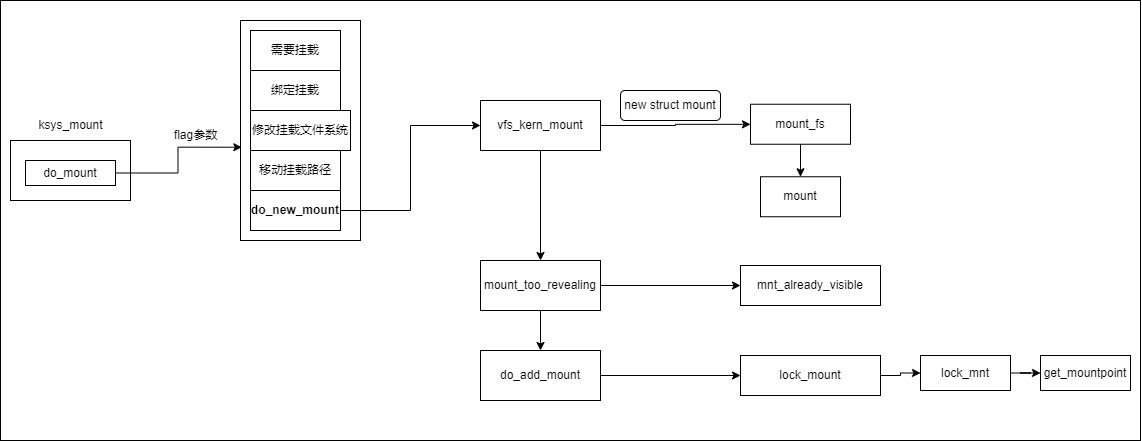 ksys_mount
do_mount
flag参数
需要挂载
绑定挂载
修改挂载文件系统
移动挂载路径
do_new_mount
vfs_kern_mount
new struct mount
mount_fs
mount
mount_too_revealing
mnt_already_visible
do_add_mount
lock_mount
lock_mnt
get_mountpoint